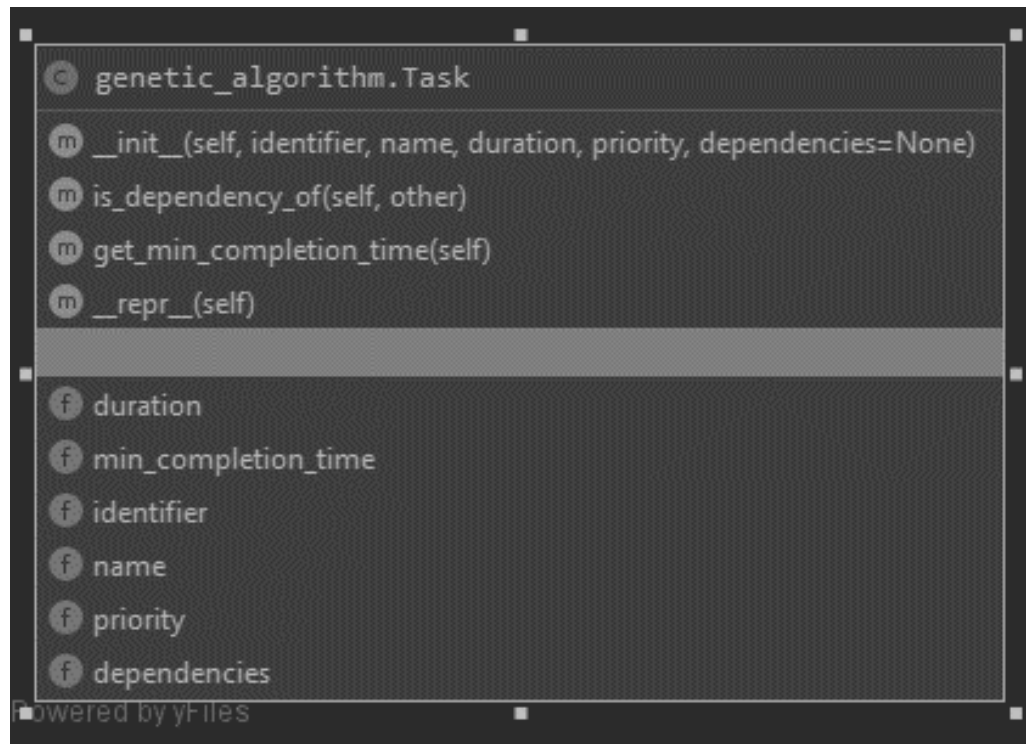 C genetic_algorithm.Task
m __init__(self, identifier, name, duration, priority, dependencies=None)
m is_dependency_of(self, other)
m get_min_completion_time(self)
m __repr__(self)
f duration
f min_completion_time
f identifier
f name
f priority
f dependencies
Powered by yFiles